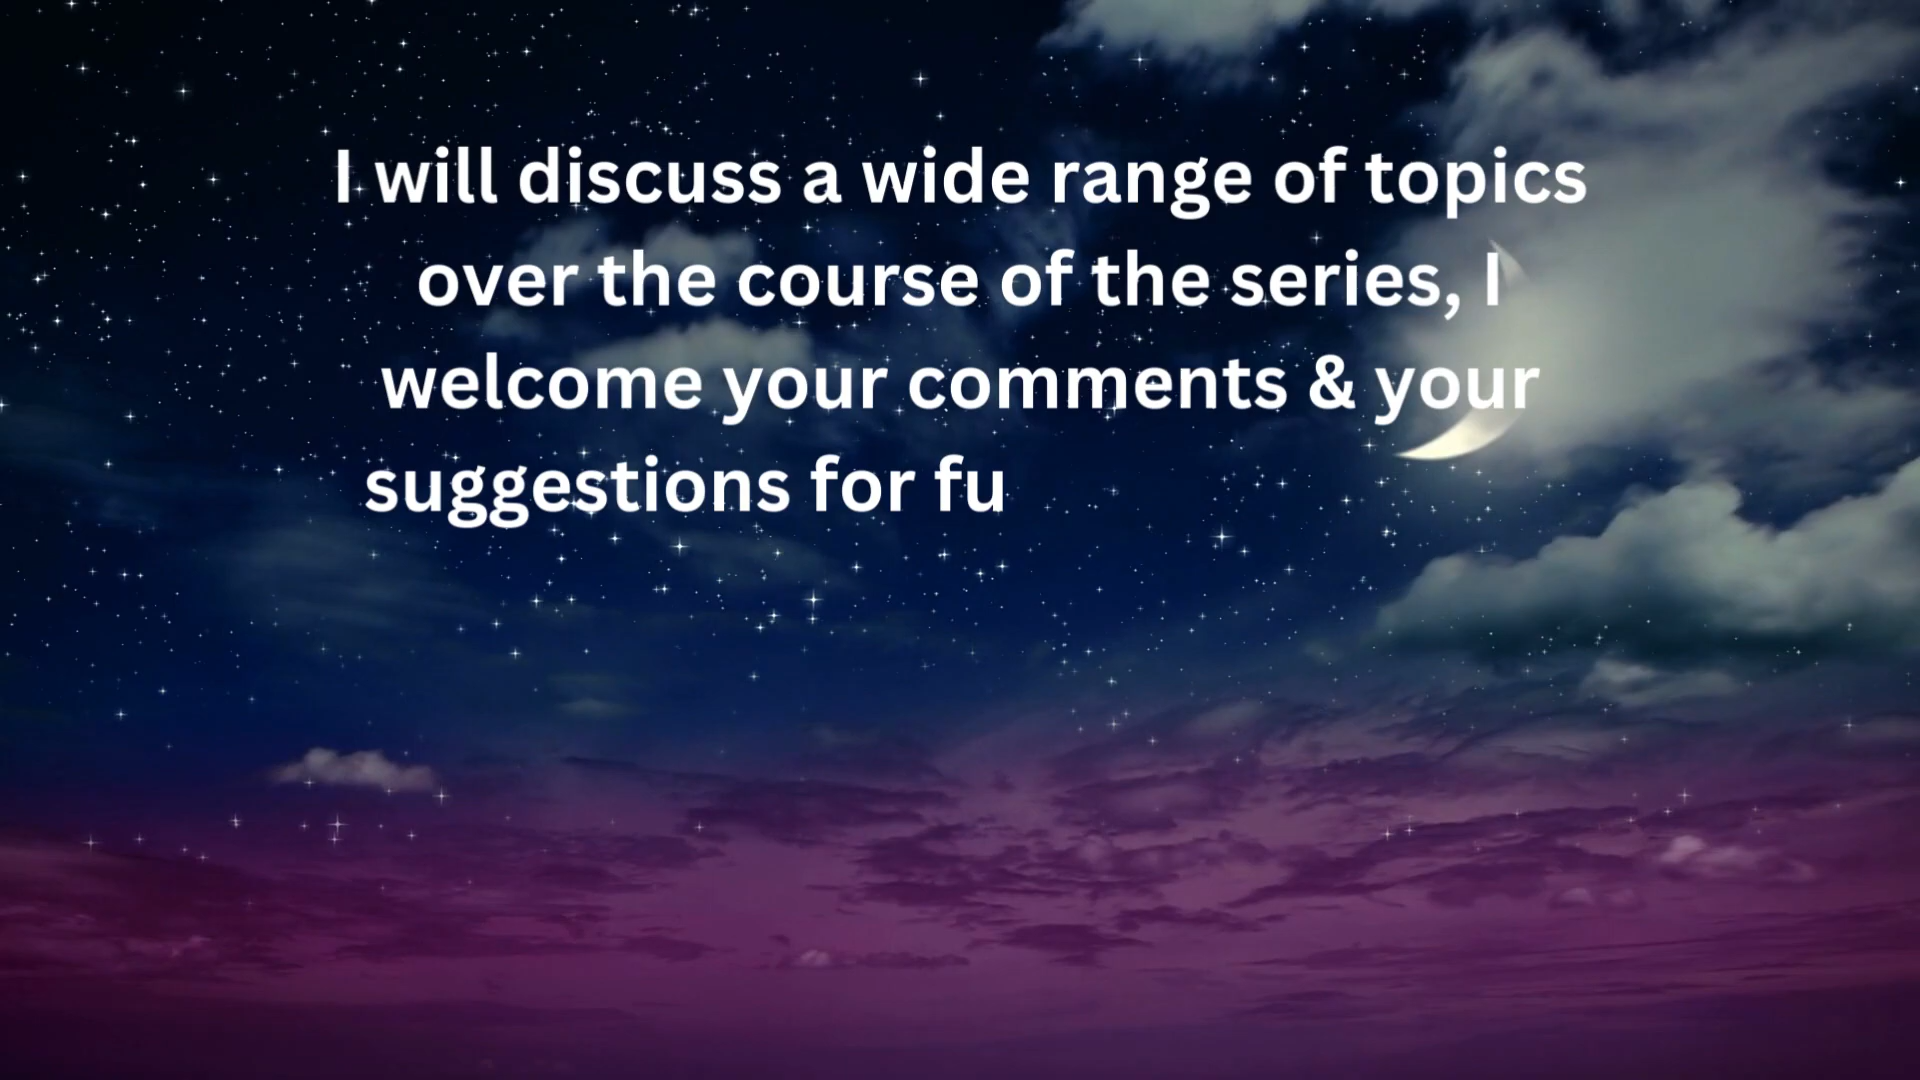 I will discuss a wide range of topics
over the course of the series, I
welcome your comments & your
suggestions for fu